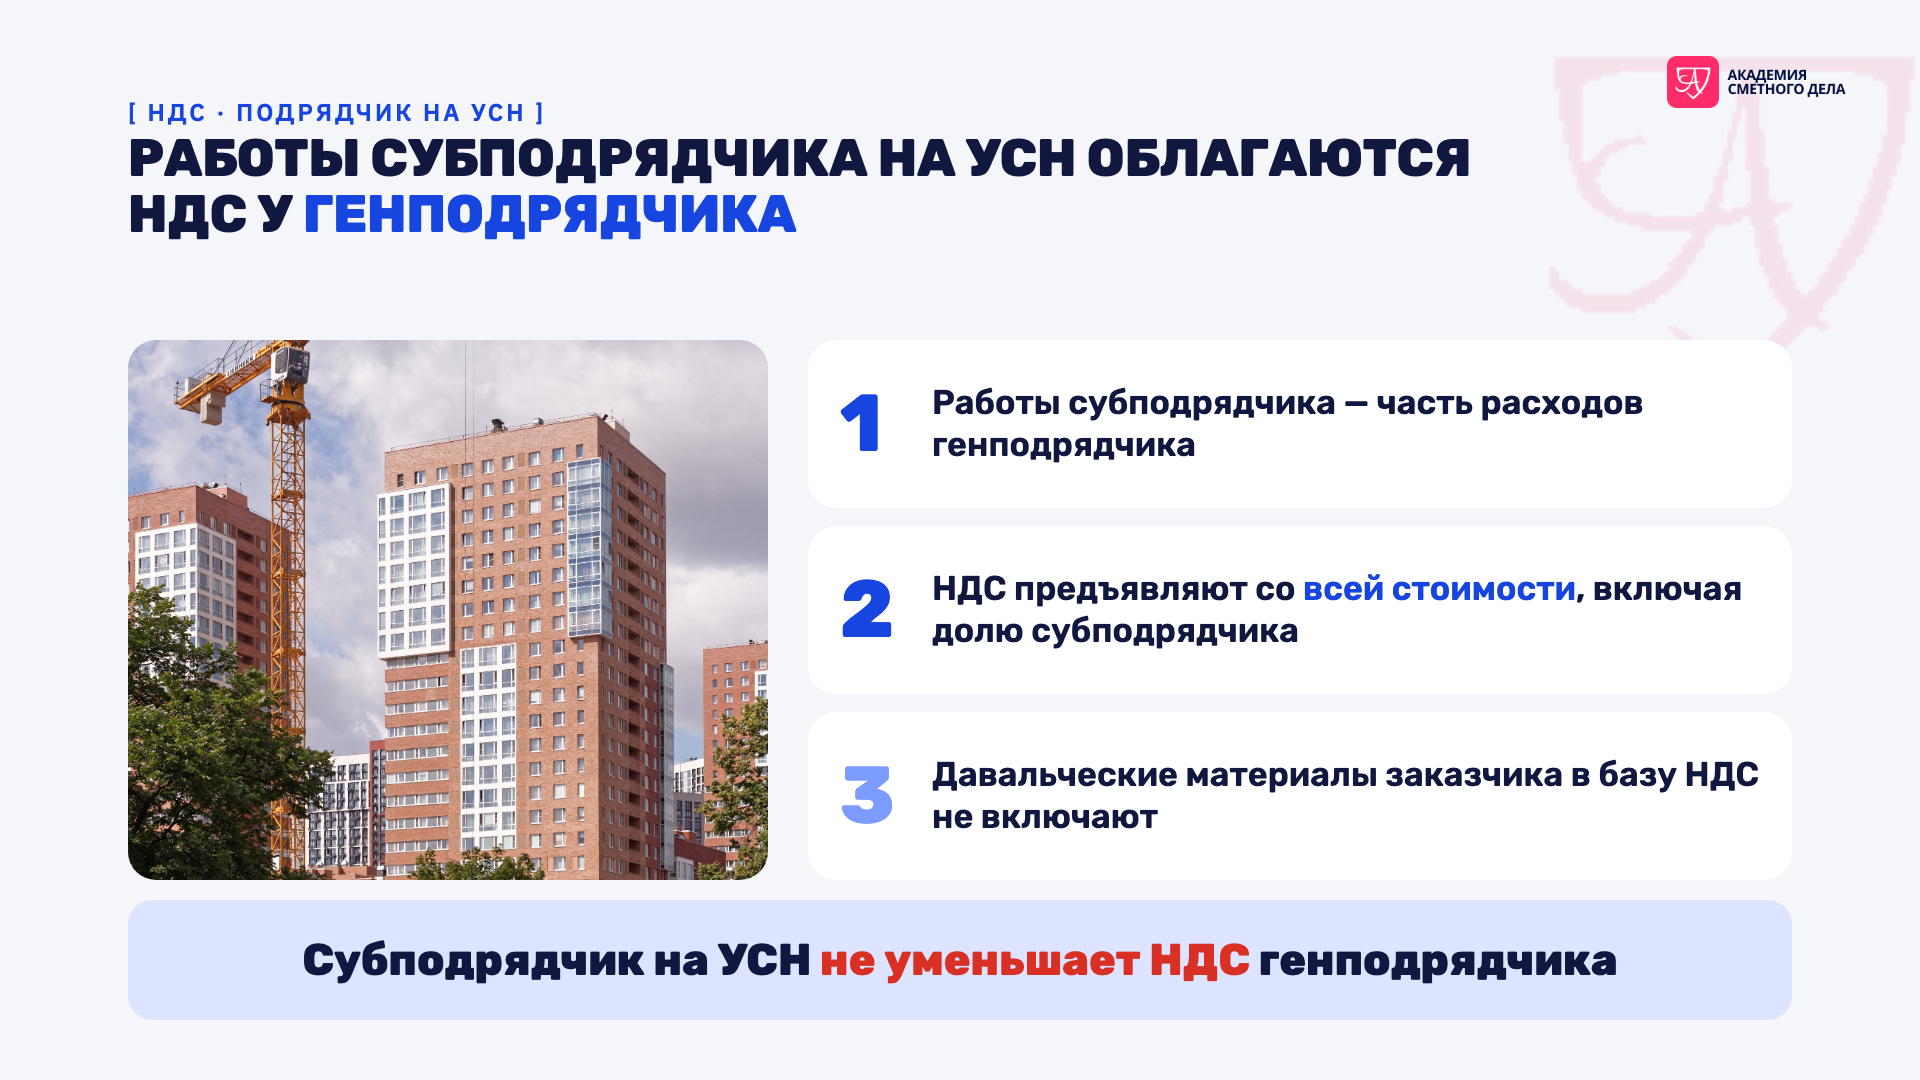 АКАДЕМИЯ
СМЕТНОГО ДЕЛА
[ НДС · ПОДРЯДЧИК НА УСН ]
РАБОТЫ СУБПОДРЯДЧИКА НА УСН ОБЛАГАЮТСЯ
НДС У ГЕНПОДРЯДЧИКА
1
Работы субподрядчика — часть расходов
генподрядчика
2
НДС предъявляют со всей стоимости, включая
долю субподрядчика
3
Давальческие материалы заказчика в базу НДС
не включают
Субподрядчик на УСН не уменьшает НДС генподрядчика